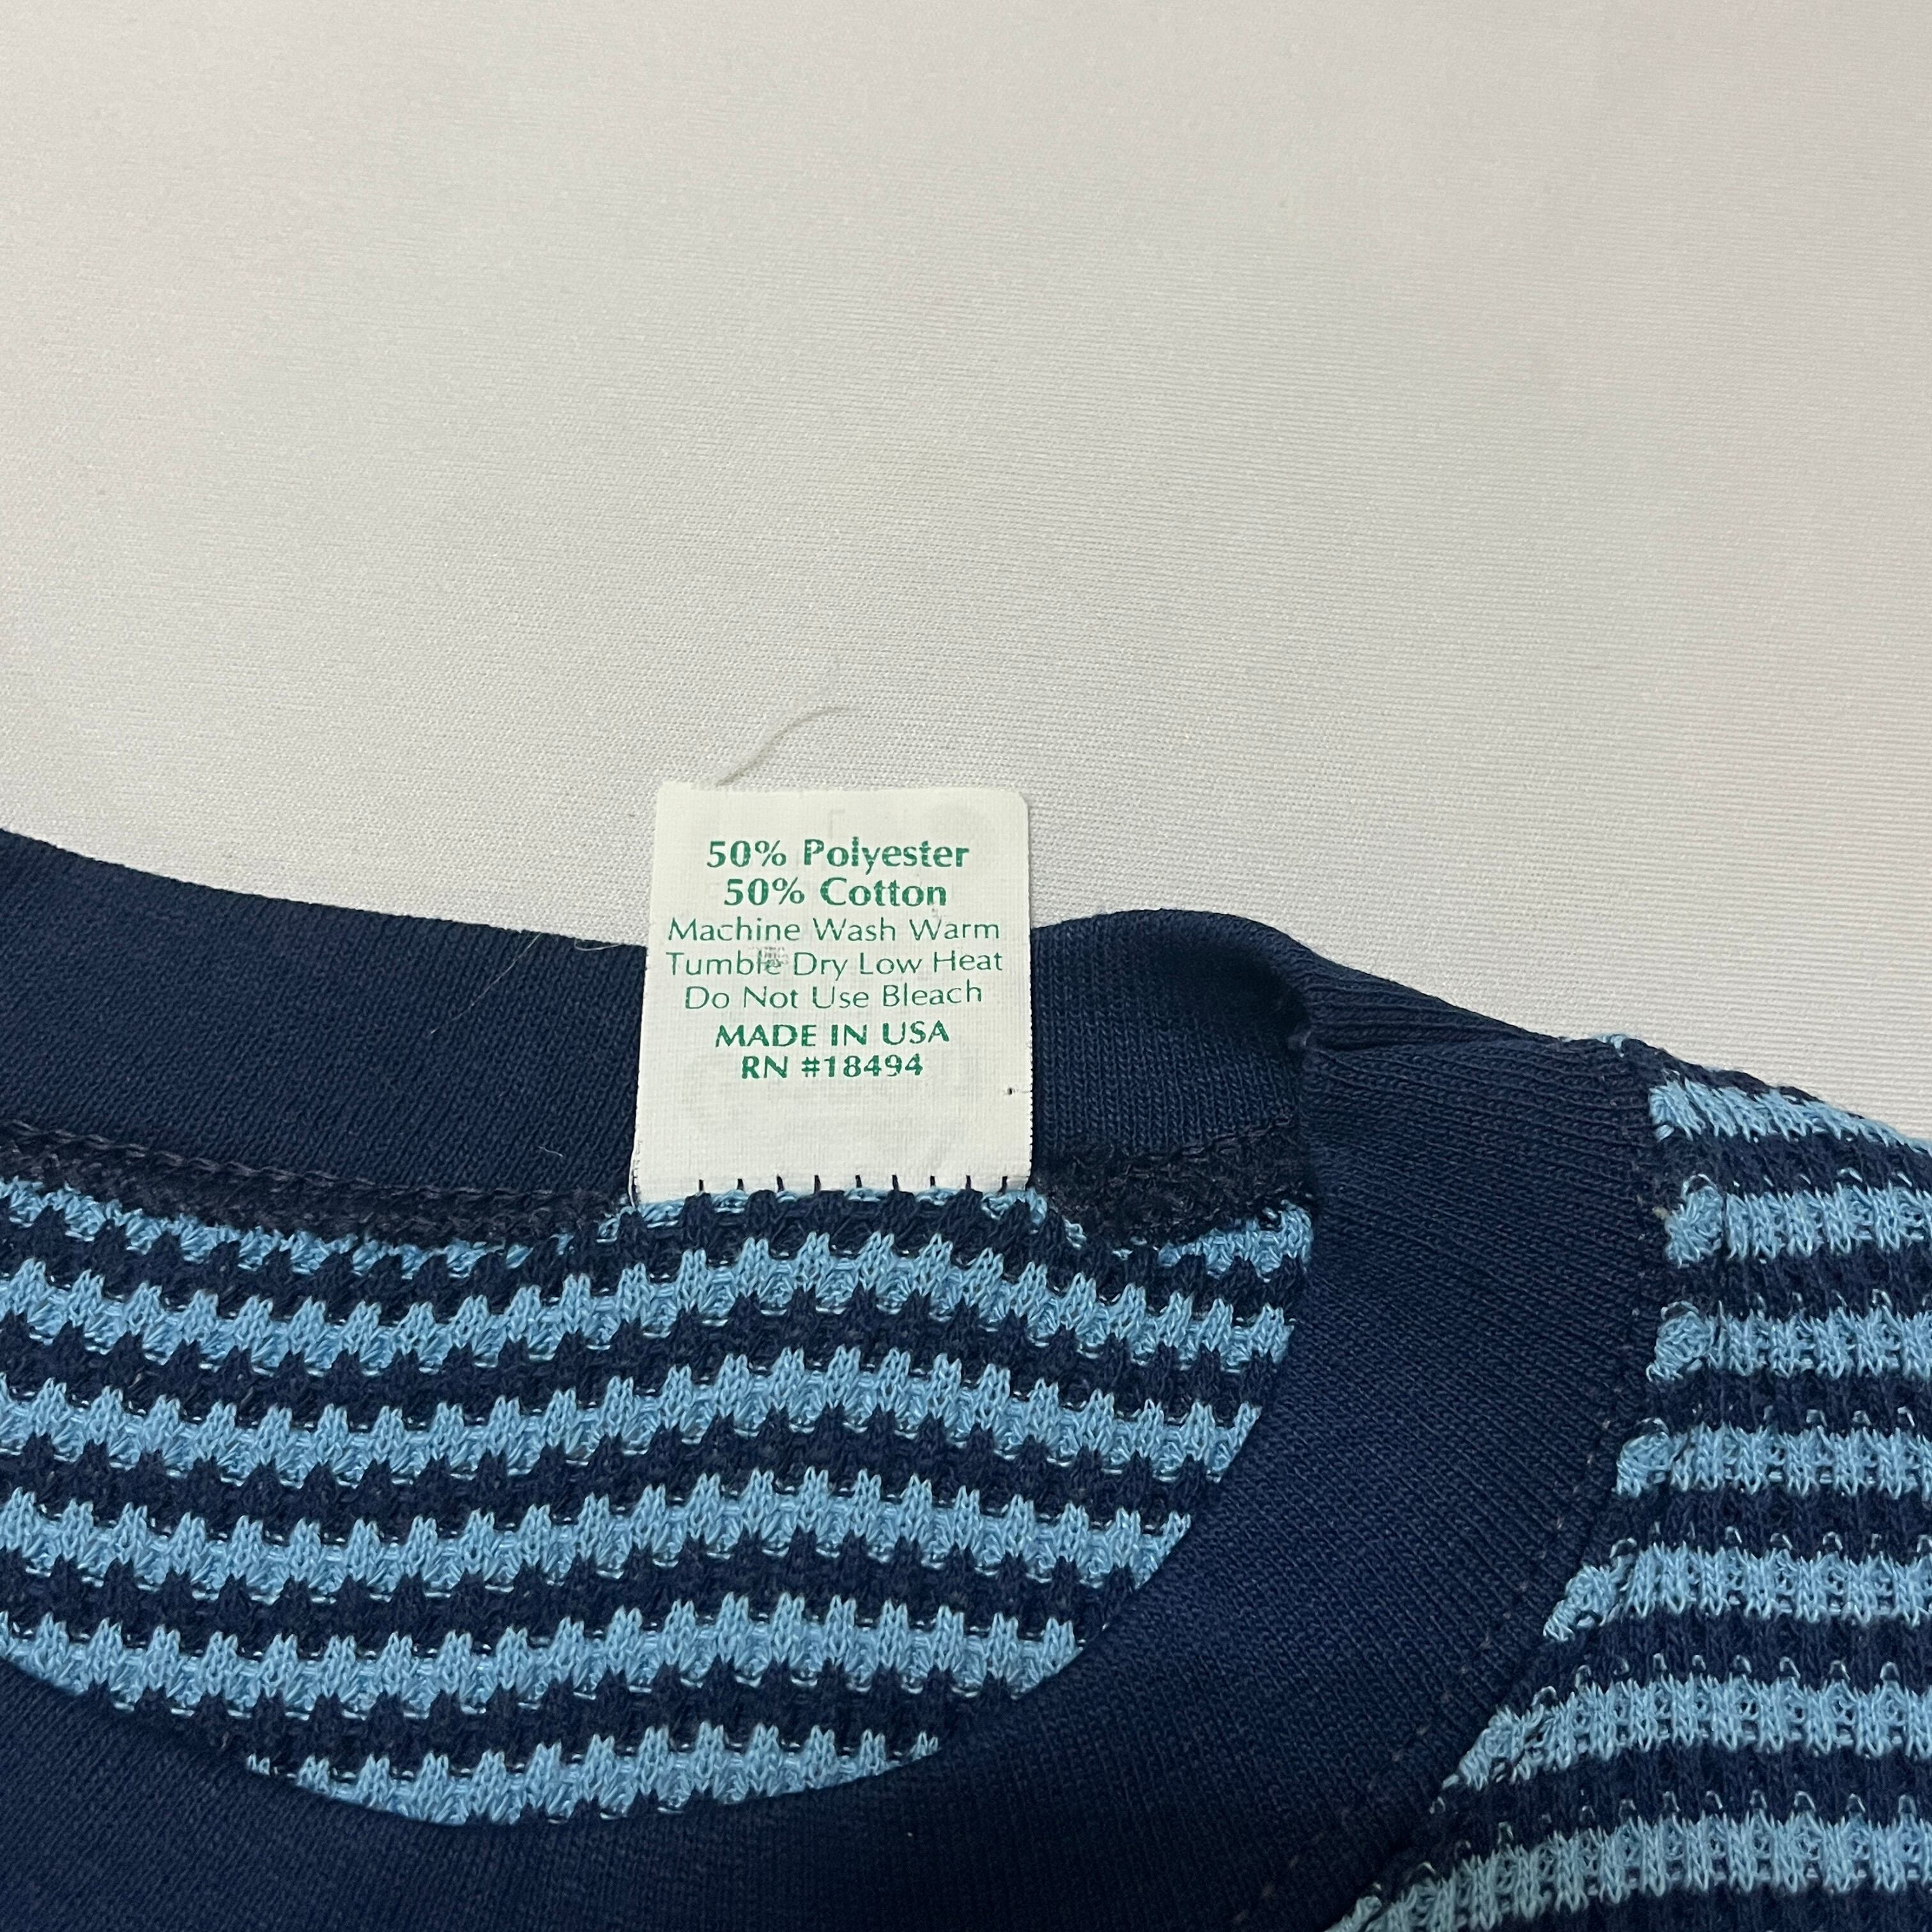 50% Polyester
50% Cotton
Machine Wash Warm
Tumble Dry Low Heat
Do Not Use Bleach
MADE IN USA
RN #18494